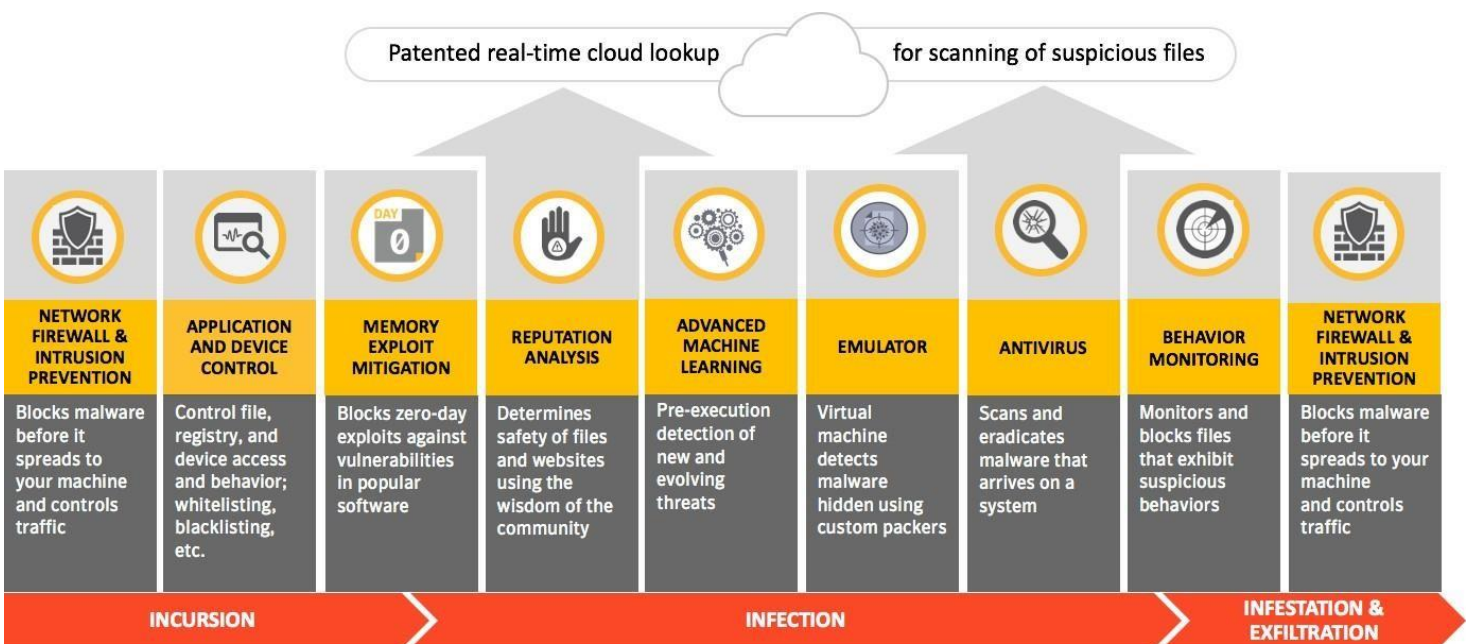 Patented real-time cloud lookup
for scanning of suspicious files
DAY
0
NETWORK
FIREWALL &
INTRUSION
PREVENTION
Blocks malware
before it
spreads to
your machine
and controls
traffic
APPLICATION
AND DEVICE
CONTROL
Control file,
registry, and
device access
and behavior;
whitelisting,
blacklisting,
etc.
MEMORY
EXPLOIT
MITIGATION
Blocks zero-day
exploits against
vulnerabilities
in popular
software
REPUTATION
ANALYSIS
Determines
safety of files
and websites
using the
wisdom of the
community
ADVANCED
MACHINE
LEARNING
Pre-execution
detection of
new and
evolving
threats
EMULATOR
Virtual
machine
detects
malware
hidden using
custom packers
ANTIVIRUS
Scans and
eradicates
malware that
arrives on a
system
BEHAVIOR
MONITORING
Monitors and
blocks files
that exhibit
suspicious
behaviors
NETWORK
FIREWALL &
INTRUSION
PREVENTION
Blocks malware
before it
spreads to your
machine
and controls
traffic
INCURSION
INFECTION
INFESTATION &
EXFILTRATION